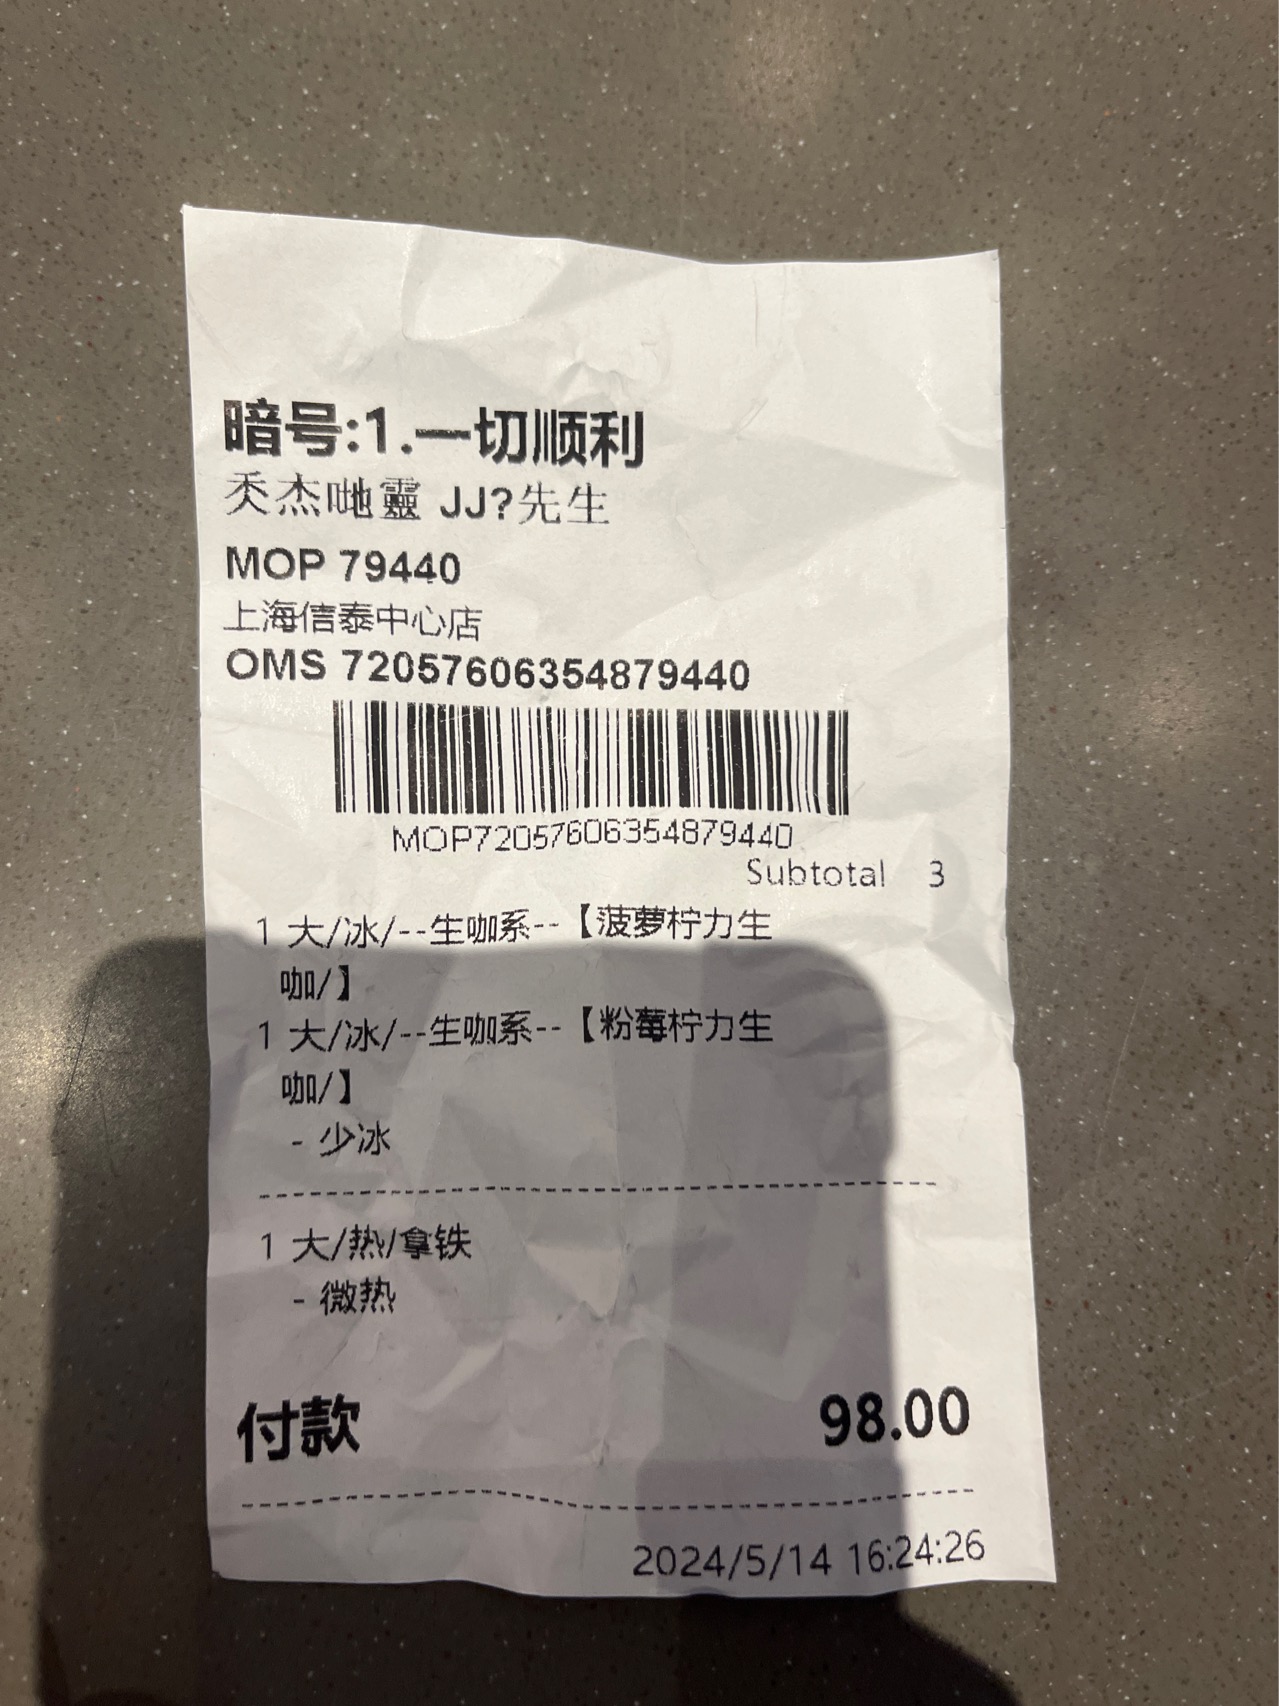 暗号:1.一切顺利
兲杰哋靈 JJ?先生
MOP 79440
上海信泰中心店
OMS 72057606354879440
MOP72057606354879440
Subtotal 3
1 大/冰/--生咖系--【菠萝柠力生
咖/】
1 大/冰/--生咖系--【粉莓柠力生
咖/】
- 少冰
1 大/热/拿铁
- 微热
付款 98.00
2024/5/14 16:24:26